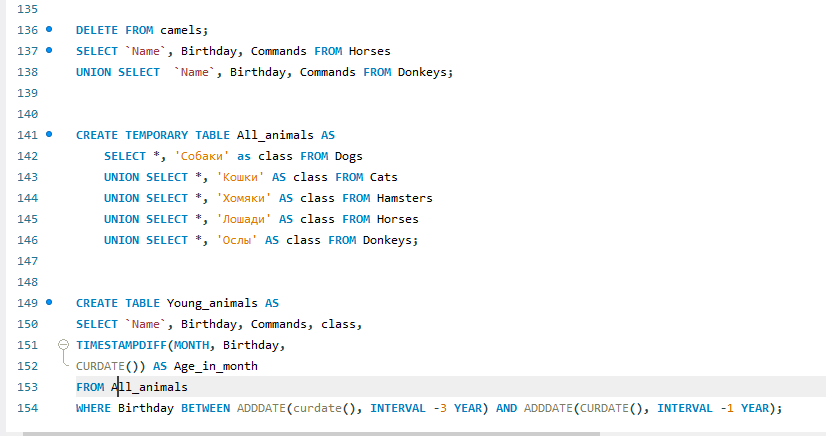 135
136 DELETE FROM camels;
137 SELECT `Name`, Birthday, Commands FROM Horses
138 UNION SELECT  `Name`, Birthday, Commands FROM Donkeys;
139
140
141 CREATE TEMPORARY TABLE All_animals AS
142     SELECT *, 'Собаки' as class FROM Dogs
143     UNION SELECT *, 'Кошки' AS class FROM Cats
144     UNION SELECT *, 'Хомяки' AS class FROM Hamsters
145     UNION SELECT *, 'Лошади' AS class FROM Horses
146     UNION SELECT *, 'Ослы' AS class FROM Donkeys;
147
148
149 CREATE TABLE Young_animals AS
150 SELECT `Name`, Birthday, Commands, class,
151 TIMESTAMPDIFF(MONTH, Birthday,
152 CURDATE()) AS Age_in_month
153 FROM All_animals
154 WHERE Birthday BETWEEN ADDDATE(curdate(), INTERVAL -3 YEAR) AND ADDDATE(CURDATE(), INTERVAL -1 YEAR);